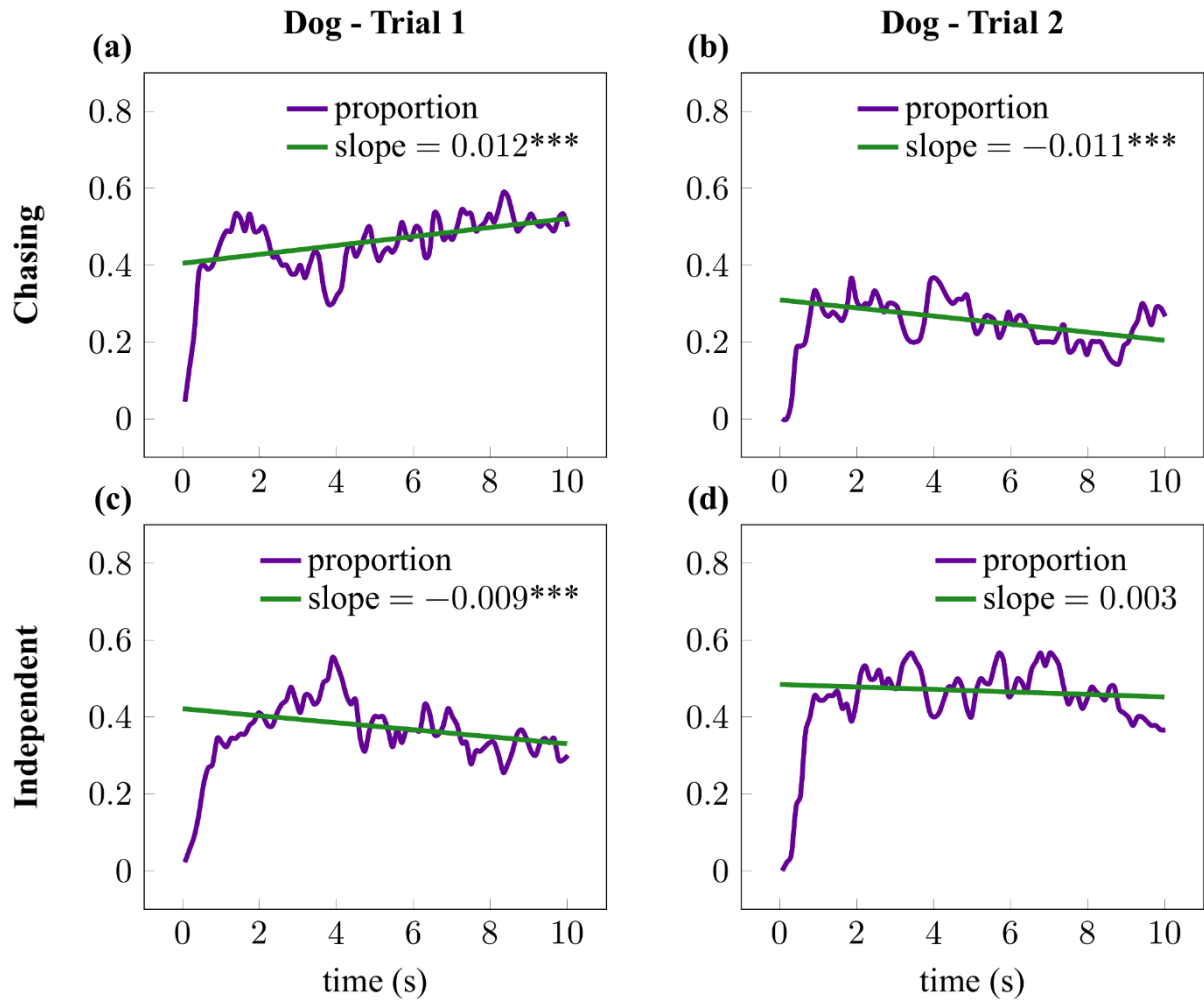 Dog - Trial 1
Dog - Trial 2
(a)
(b)
Chasing
0.8
0.6
0.4
0.2
0
proportion
slope = 0.012***
0 2 4 6 8 10
0.8
0.6
0.4
0.2
0
proportion
slope = −0.011***
0 2 4 6 8 10
(c)
(d)
Independent
0.8
0.6
0.4
0.2
0
proportion
slope = −0.009***
0 2 4 6 8 10
time (s)
0.8
0.6
0.4
0.2
0
proportion
slope = 0.003
0 2 4 6 8 10
time (s)